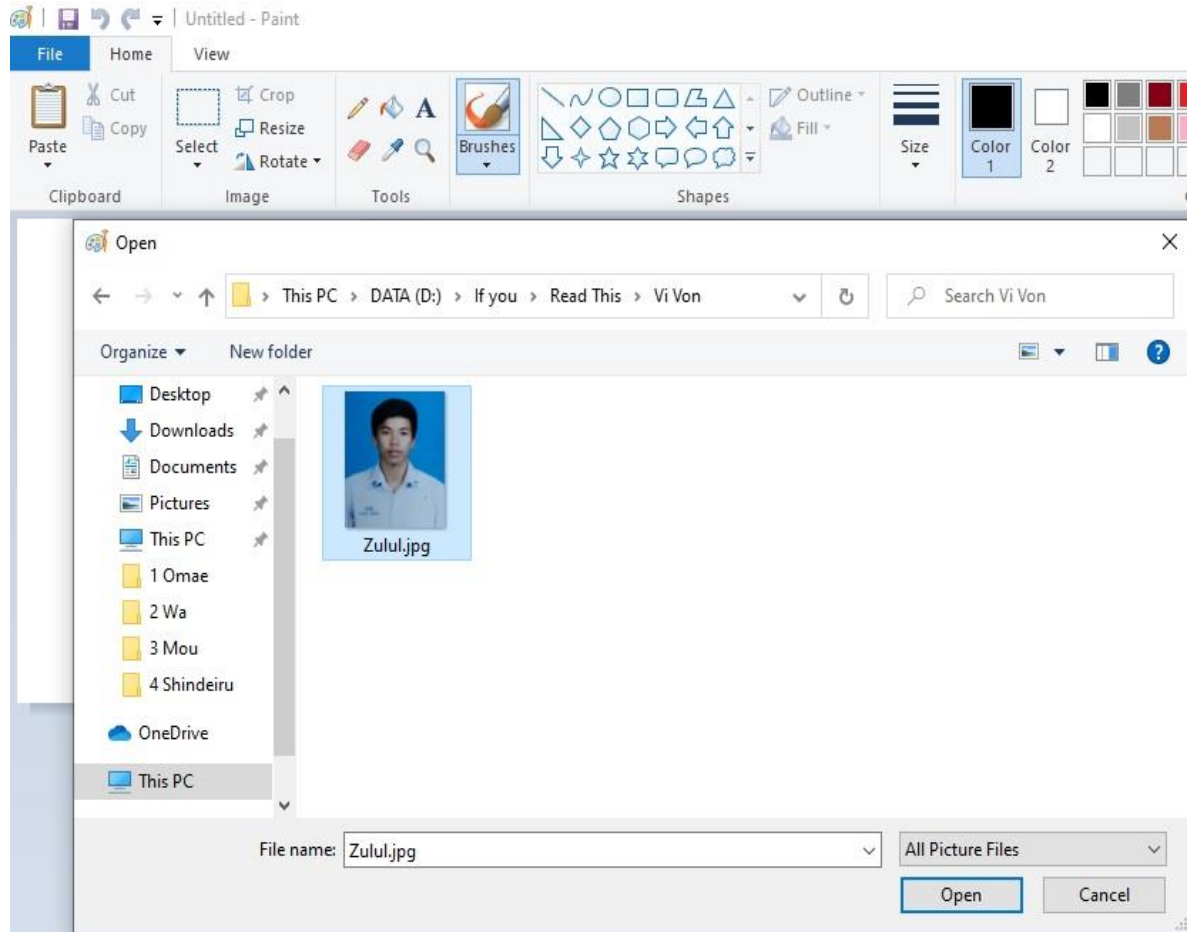 Untitled - Paint
File Home View
Paste
Cut
Copy
Clipboard
Select
Crop
Resize
Rotate
Image
A
Tools
Brushes
Outline
Fill
Shapes
Size
Color 1
Color 2
Open
This PC > DATA (D:) > If you > Read This > Vi Von
Search Vi Von
Organize New folder
Desktop
Downloads
Documents
Pictures
This PC
1 Omae
2 Wa
3 Mou
4 Shindeiru
OneDrive
This PC
Zulul.jpg
File name: Zulul.jpg All Picture Files
Open Cancel